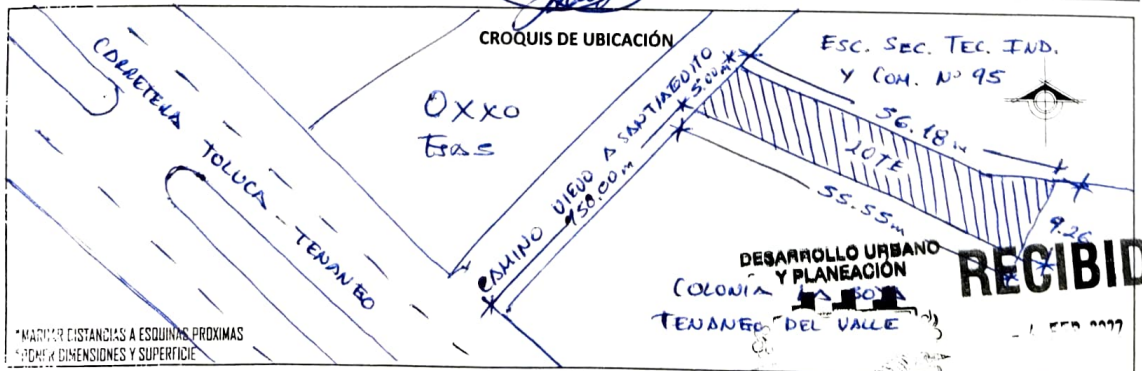 CROQUIS DE UBICACIÓN
CARRETERA TOLUCA - TENANGO
OXXO
GAS
CAMINO VIEJO A SANTIAGUITO
5.00 m
150.00 m
ESC. SEC. TEC. IND.
Y COM. Nº 95
56.18 m
LOTE
55.55 m
9.26
DESARROLLO URBANO
Y PLANEACIÓN
RECIBID
COLONIA LA JOYA
TENANGO DEL VALLE
*MARCAR DISTANCIAS A ESQUINAS PROXIMAS
*PONER DIMENSIONES Y SUPERFICIE